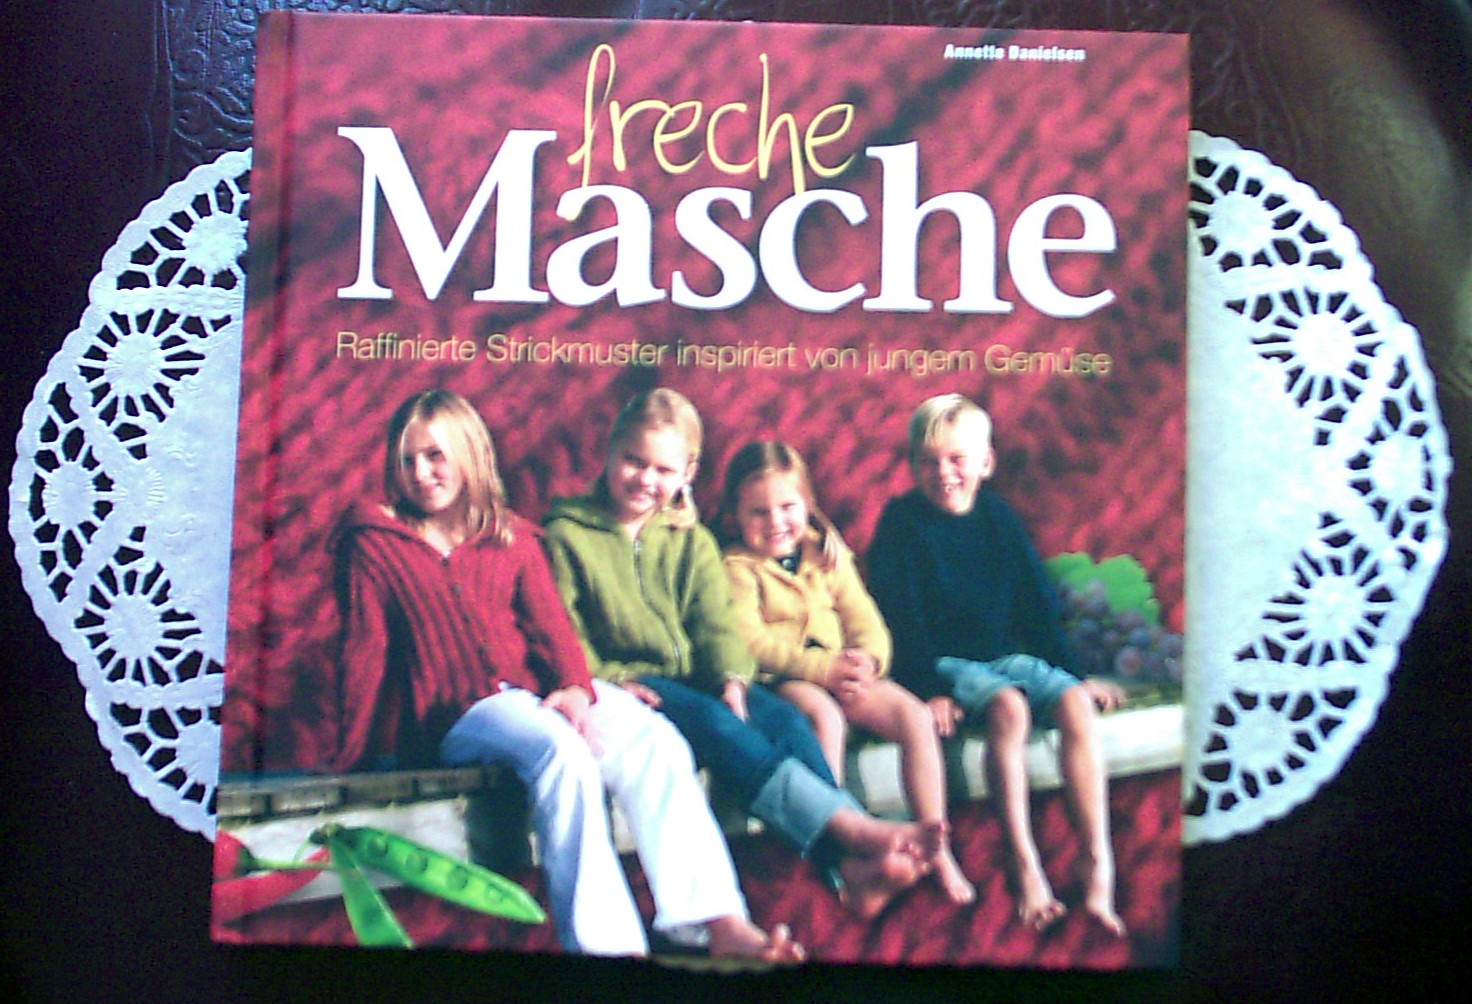 Annette Danielsen
freche
Masche
Raffinierte Strickmuster inspiriert von jungem Gemüse